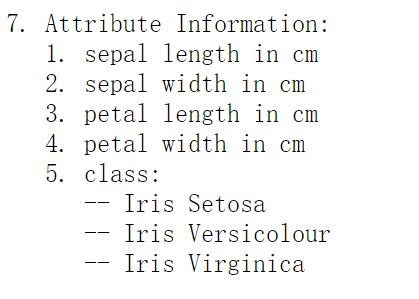 7. Attribute Information:
1. sepal length in cm
2. sepal width in cm
3. petal length in cm
4. petal width in cm
5. class:
-- Iris Setosa
-- Iris Versicolour
-- Iris Virginica